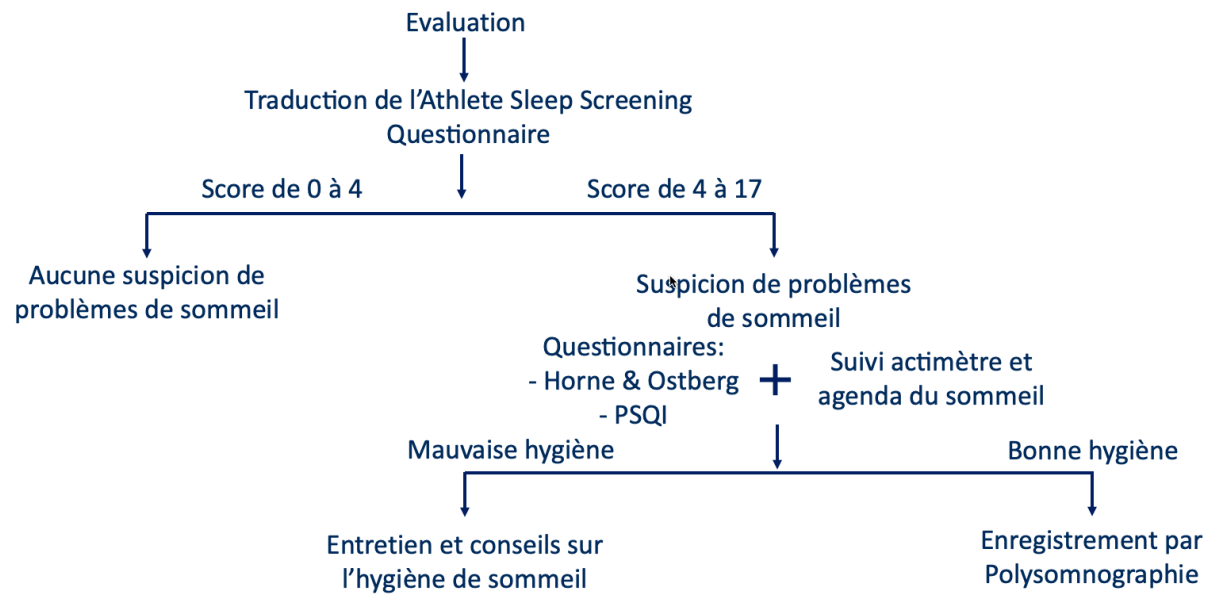 Evaluation
Traduction de l'Athlete Sleep Screening
Questionnaire
Score de 0 à 4
Score de 4 à 17
Aucune suspicion de
problèmes de sommeil
Suspicion de problèmes
de sommeil
Questionnaires:
- Horne & Ostberg
- PSQI
+
Suivi actimètre et
agenda du sommeil
Mauvaise hygiène
Bonne hygiène
Entretien et conseils sur
l'hygiène de sommeil
Enregistrement par
Polysomnographie